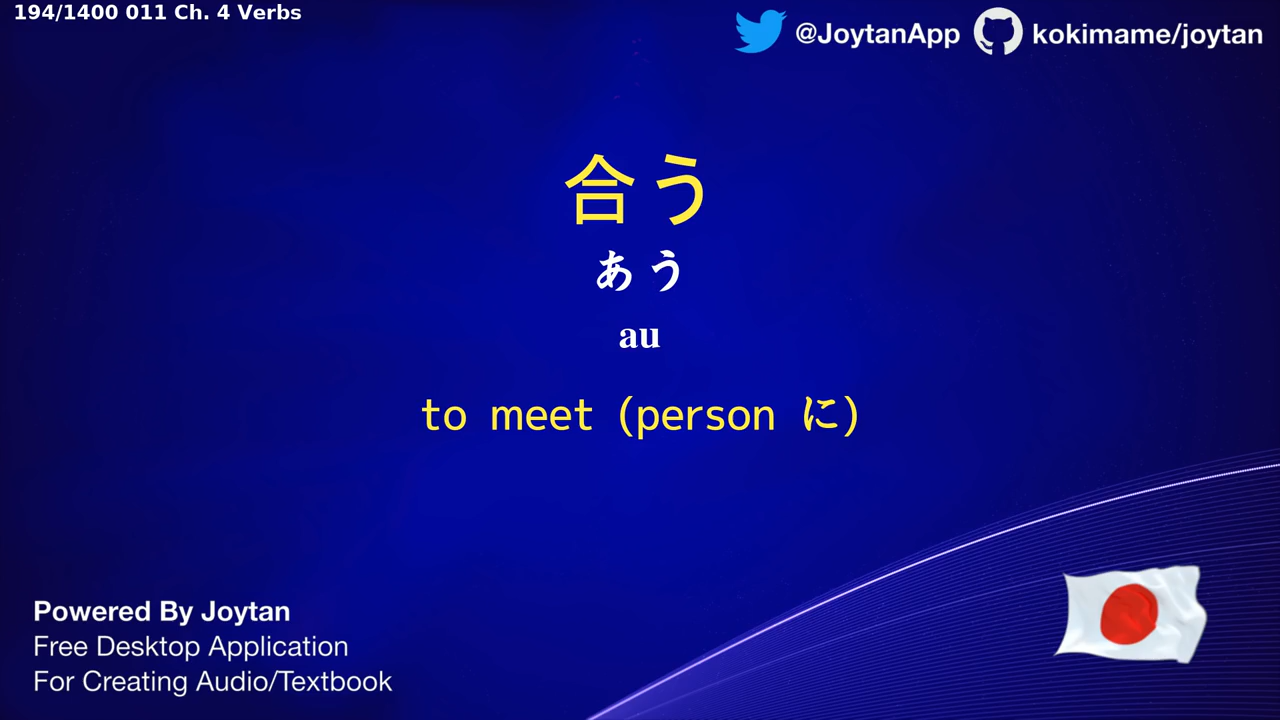 194/1400 011 Ch. 4 Verbs
@JoytanApp kokimame/joytan
合う
あう
au
to meet (person に)
Powered By Joytan
Free Desktop Application
For Creating Audio/Textbook